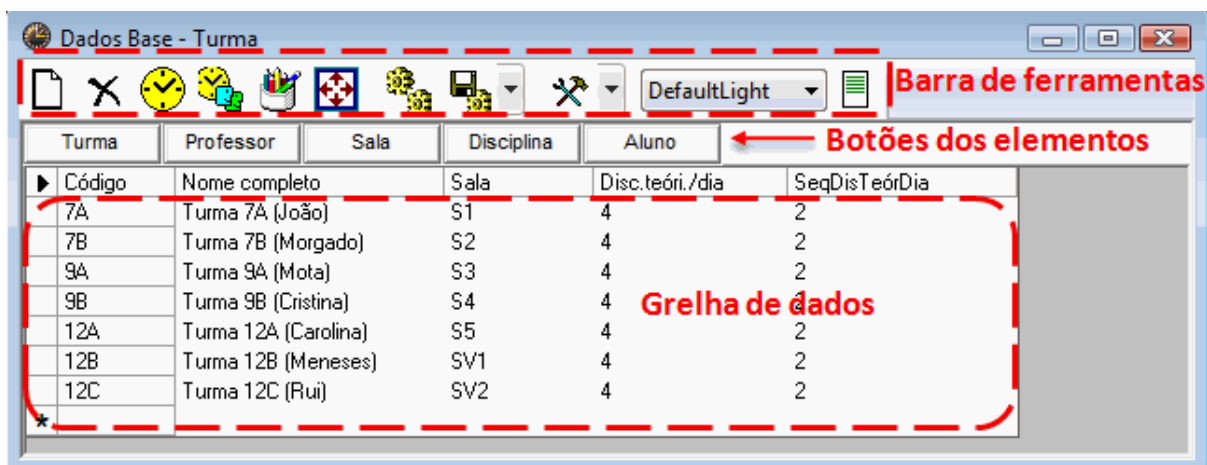 Dados Base - Turma
DefaultLight Barra de ferramentas
Turma Professor Sala Disciplina Aluno Botões dos elementos
Código Nome completo Sala Disc.teóri./dia SeqDisTeórDia
7A Turma 7A (João) S1 4 2
7B Turma 7B (Morgado) S2 4 2
9A Turma 9A (Mota) S3 4 2
9B Turma 9B (Cristina) S4 4 2
Grelha de dados
12A Turma 12A (Carolina) S5 4 2
12B Turma 12B (Meneses) SV1 4 2
12C Turma 12C (Rui) SV2 4 2
*